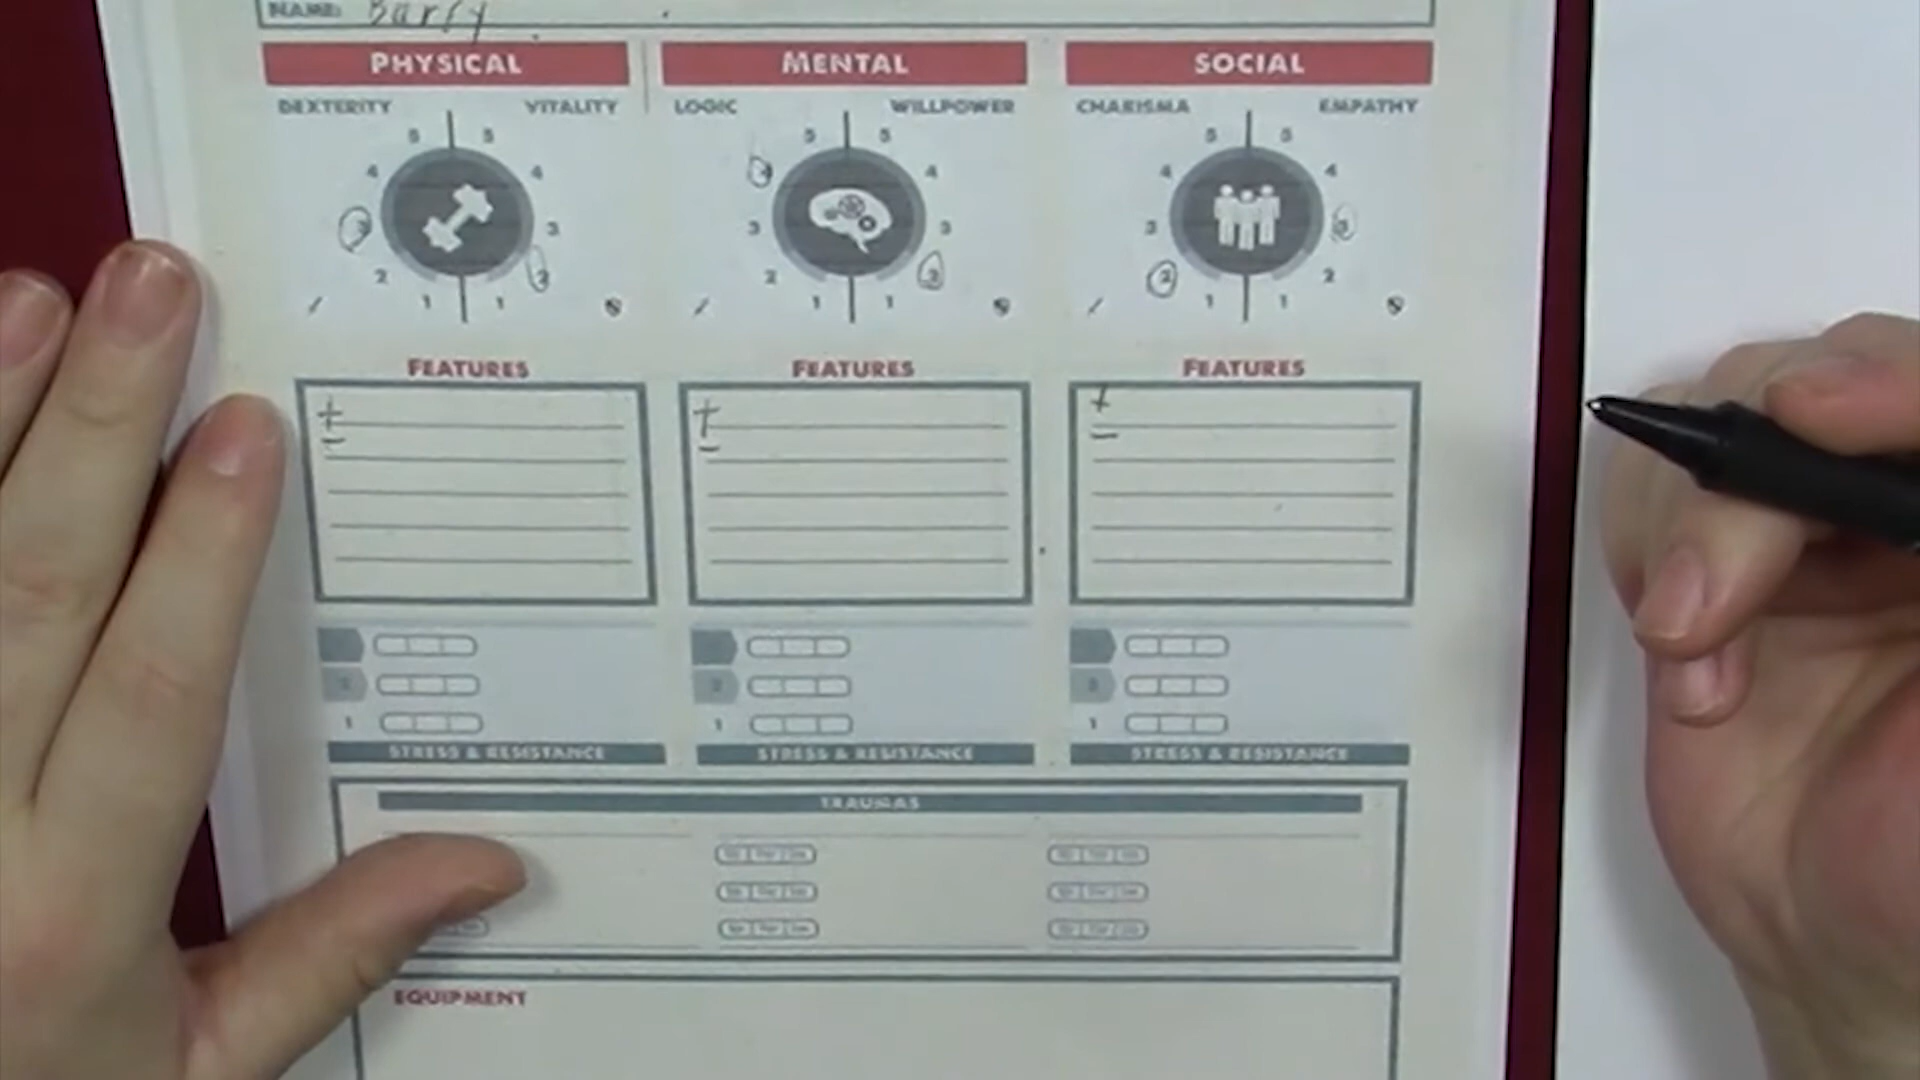 NAME: Barry
PHYSICAL MENTAL SOCIAL
DEXTERITY VITALITY LOGIC WILLPOWER CHARISMA EMPATHY
5 5 5 5 5 5
4 4 4 4 4 4
3 3 3 3 3 3
2 2 2 2 2 2
1 1 1 1 1 1
FEATURES FEATURES FEATURES
+ + +
- - -
1 1 1
STRESS & RESISTANCE STRESS & RESISTANCE STRESS & RESISTANCE
TRAUMAS
EQUIPMENT